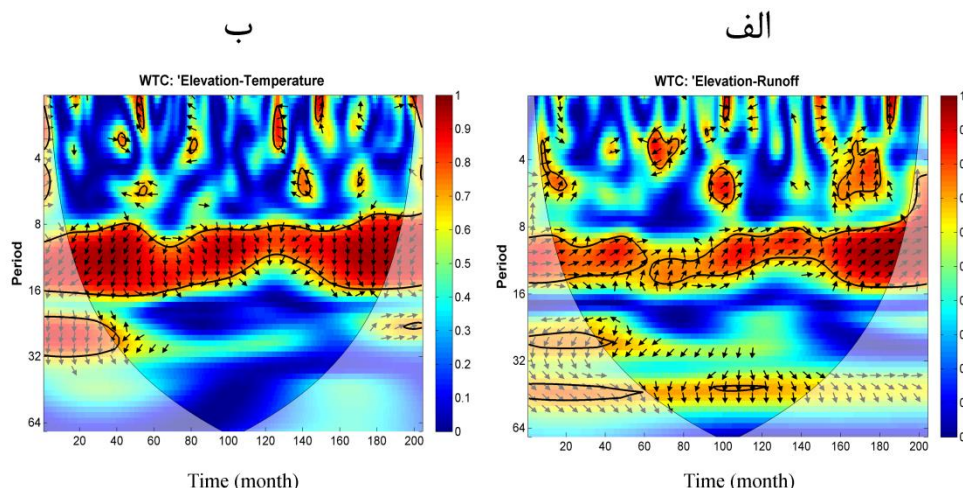 ب
الف
WTC: 'Elevation-Temperature
WTC: 'Elevation-Runoff
Period
4
8
16
32
64
20 40 60 80 100 120 140 160 180 200
1
0.9
0.8
0.7
0.6
0.5
0.4
0.3
0.2
0.1
0
Time (month)
Period
4
8
16
32
64
20 40 60 80 100 120 140 160 180 200
Time (month)